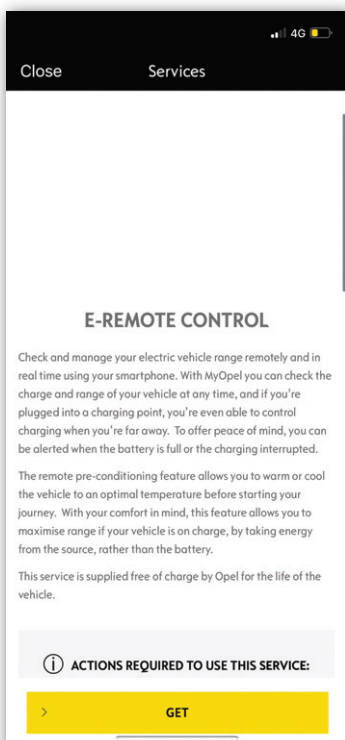 4G
Close Services
E-REMOTE CONTROL
Check and manage your electric vehicle range remotely and in
real time using your smartphone. With MyOpel you can check the
charge and range of your vehicle at any time, and if you're
plugged into a charging point, you're even able to control
charging when you're far away. To offer peace of mind, you can
be alerted when the battery is full or the charging interrupted.
The remote pre-conditioning feature allows you to warm or cool
the vehicle to an optimal temperature before starting your
journey. With your comfort in mind, this feature allows you to
maximise range if your vehicle is on charge, by taking energy
from the source, rather than the battery.
This service is supplied free of charge by Opel for the life of the
vehicle.
ACTIONS REQUIRED TO USE THIS SERVICE:
GET